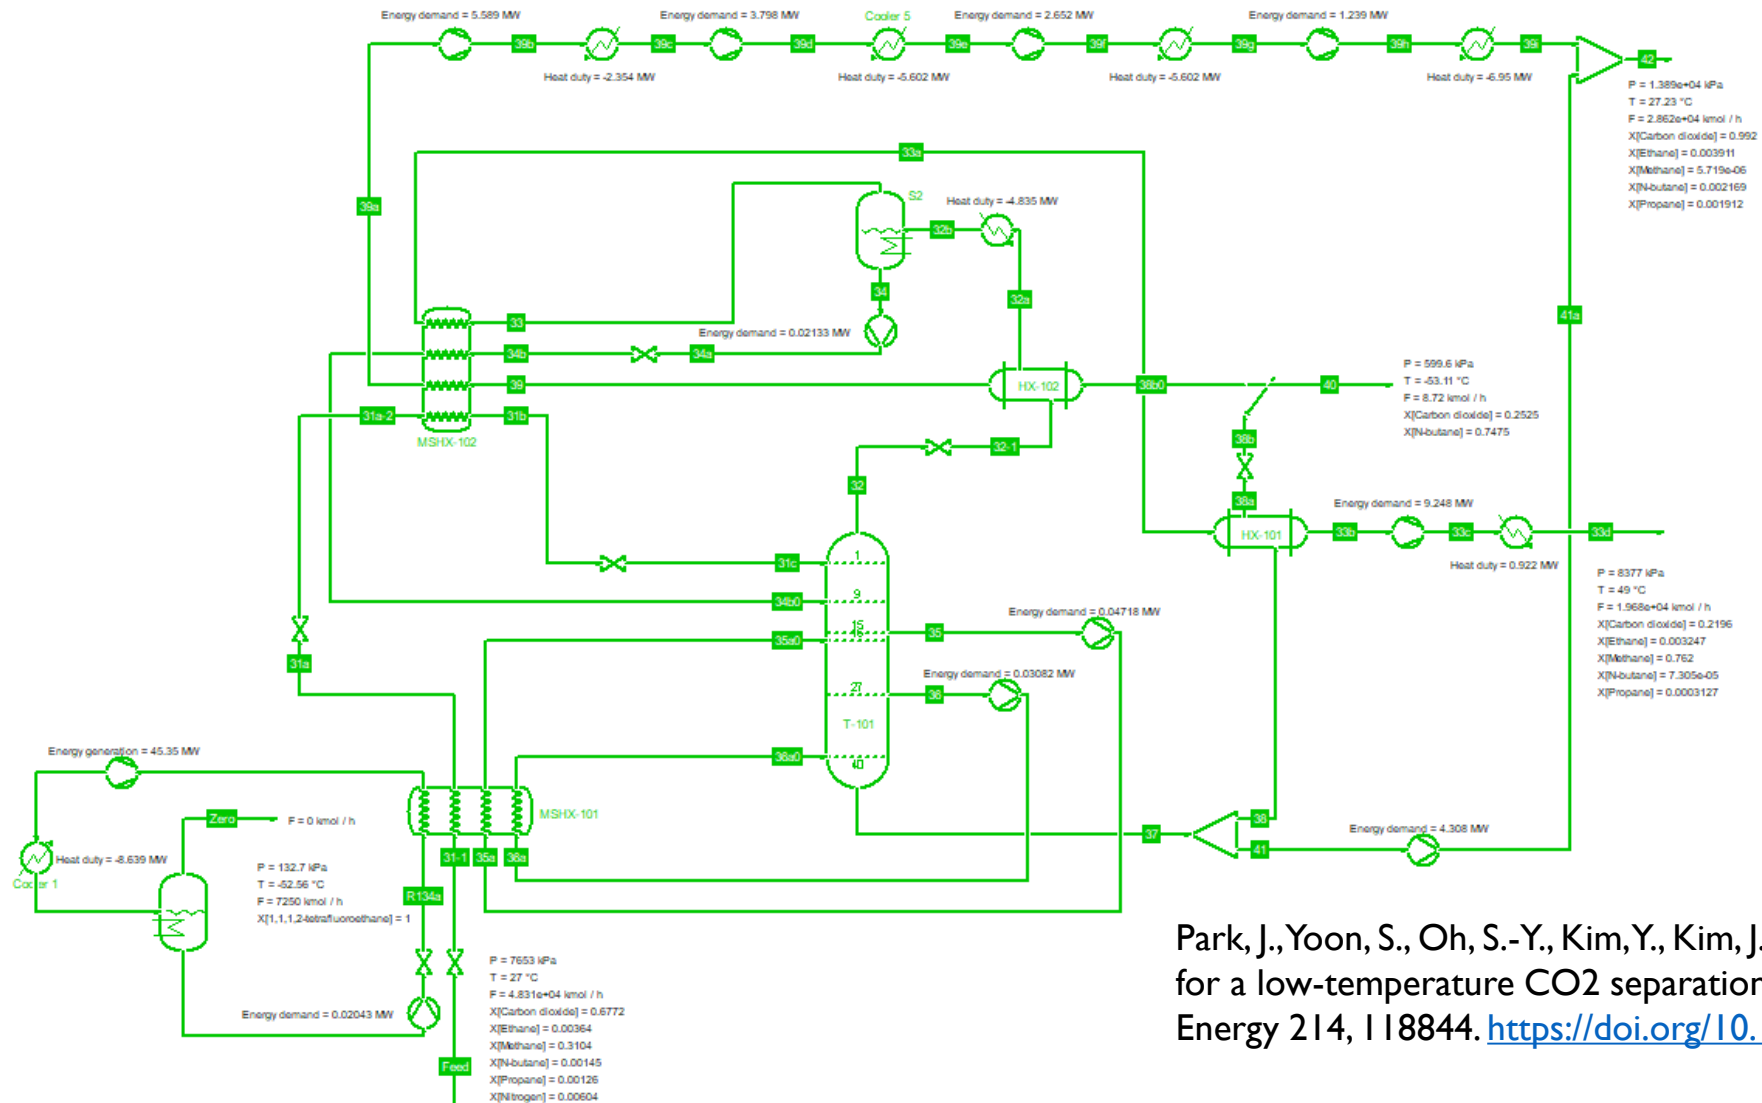 Energy demand = 5.589 MW
Cooler 5
Energy demand = 3.798 MW
Energy demand = 2.652 MW
Energy demand = 1.239 MW
39b
39c
39d
39e
39f
39g
39h
39i
42
Heat duty = -2.354 MW
Heat duty = -5.602 MW
Heat duty = -5.602 MW
Heat duty = -6.95 MW
P = 1.389e+04 kPa
T = 27.23 °C
F = 2.862e+04 kmol / h
X[Carbon dioxide] = 0.992
X[Ethane] = 0.003911
X[Methane] = 5.719e-06
X[N-butane] = 0.002169
X[Propane] = 0.001912
33a
39a
S2
Heat duty = -4.835 MW
32b
34
32a
41a
33
Energy demand = 0.02133 MW
34b
34a
39
HX-102
38b0
40
31a-2
31b
MSHX-102
P = 599.6 kPa
T = -53.11 °C
F = 8.72 kmol / h
X[Carbon dioxide] = 0.2525
X[N-butane] = 0.7475
38b
32-1
32
38a
Energy demand = 9.248 MW
HX-101
33b
33c
33d
Heat duty = 0.922 MW
P = 8377 kPa
T = 49 °C
F = 1.968e+04 kmol / h
X[Carbon dioxide] = 0.2196
X[Ethane] = 0.003247
X[Methane] = 0.762
X[N-butane] = 7.305e-05
X[Propane] = 0.0003127
1
31c
9
34b0
Energy demand = 0.04718 MW
15
16
35
35a0
31a
Energy demand = 0.03082 MW
27
36
T-101
36a0
40
Energy generation = 45.35 MW
MSHX-101
Zero
F = 0 kmol / h
38
37
41
Energy demand = 4.308 MW
Heat duty = -8.639 MW
Cooler 1
31-1
35a
36a
R134a
P = 132.7 kPa
T = -52.56 °C
F = 7250 kmol / h
X[1,1,1,2-tetrafluoroethane] = 1
Energy demand = 0.02043 MW
P = 7653 kPa
T = 27 °C
F = 4.831e+04 kmol / h
X[Carbon dioxide] = 0.6772
X[Ethane] = 0.00364
X[Methane] = 0.3104
X[N-butane] = 0.00145
X[Propane] = 0.00126
X[Nitrogen] = 0.00604
Feed
Park, J., Yoon, S., Oh, S.-Y., Kim, Y., Kim, J.
for a low-temperature CO2 separation
Energy 214, 118844. https://doi.org/10.